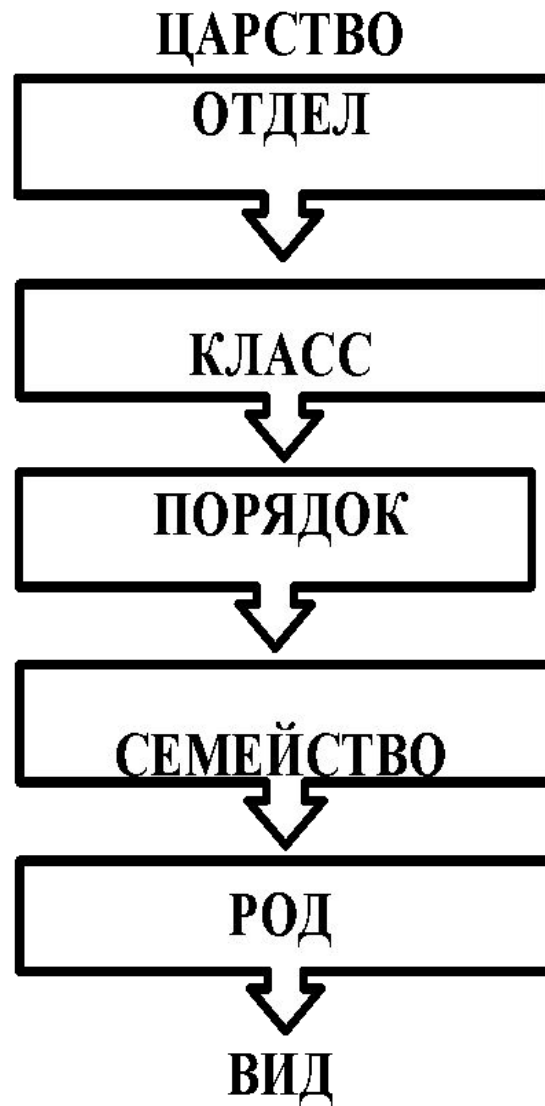 ЦАРСТВО
ОТДЕЛ
КЛАСС
ПОРЯДОК
СЕМЕЙСТВО
РОД
ВИД